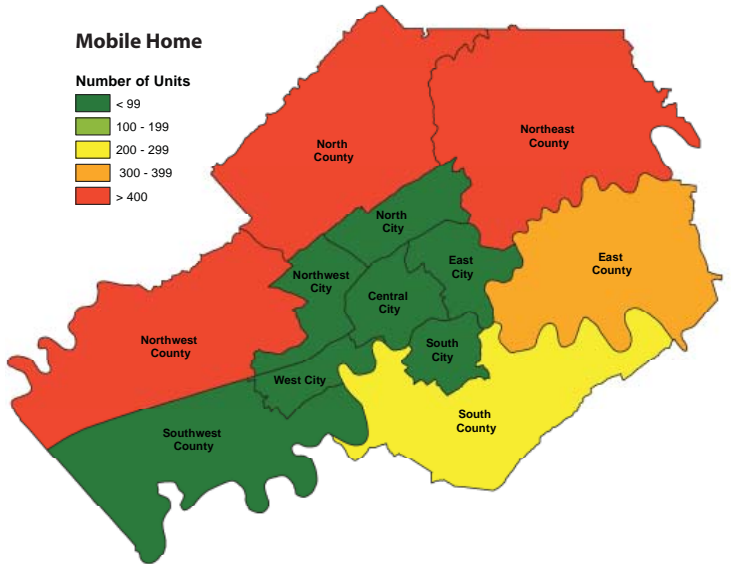 Mobile Home
Number of Units
< 99
100 - 199
200 - 299
300 - 399
> 400
North
County
Northeast
County
North
City
East
City
East
County
Northwest
City
Central
City
Northwest
County
South
City
West City
South
County
Southwest
County